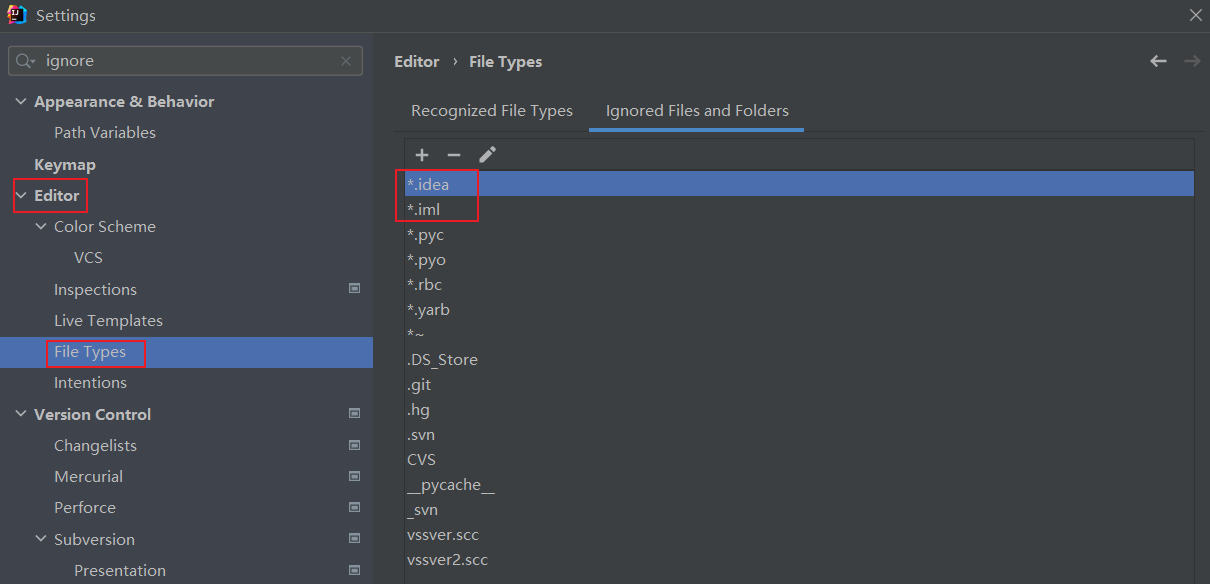 Settings
ignore
Appearance & Behavior
Path Variables
Keymap
Editor
Color Scheme
VCS
Inspections
Live Templates
File Types
Intentions
Version Control
Changelists
Mercurial
Perforce
Subversion
Presentation
Editor › File Types
Recognized File Types
Ignored Files and Folders
*.idea
*.iml
*.pyc
*.pyo
*.rbc
*.yarb
*~
.DS_Store
.git
.hg
.svn
CVS
__pycache__
_svn
vssver.scc
vssver2.scc